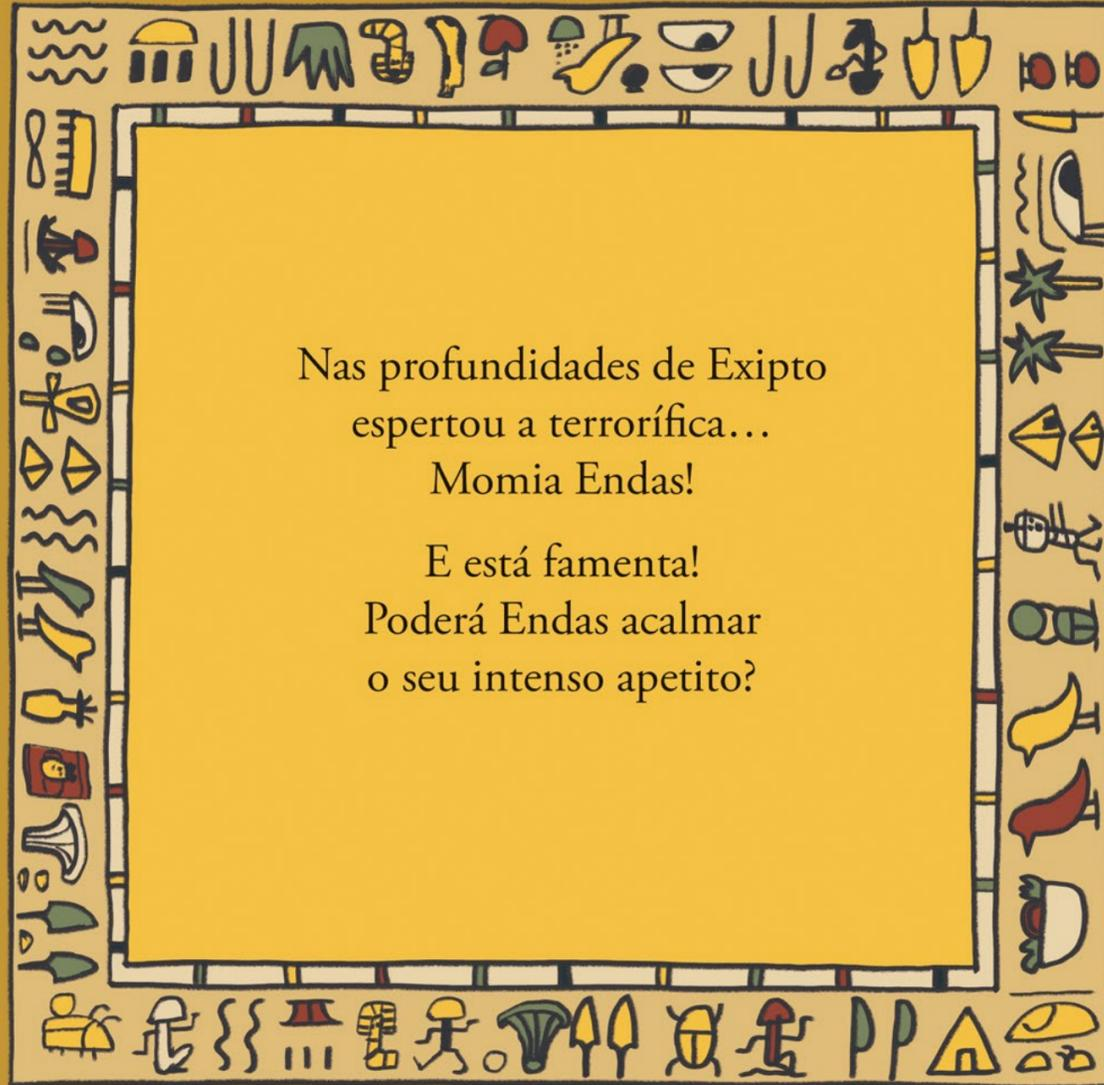 Nas profundidades de Exipto
espertou a terrorífica…
Momia Endas!
E está famenta!
Poderá Endas acalmar
o seu intenso apetito?